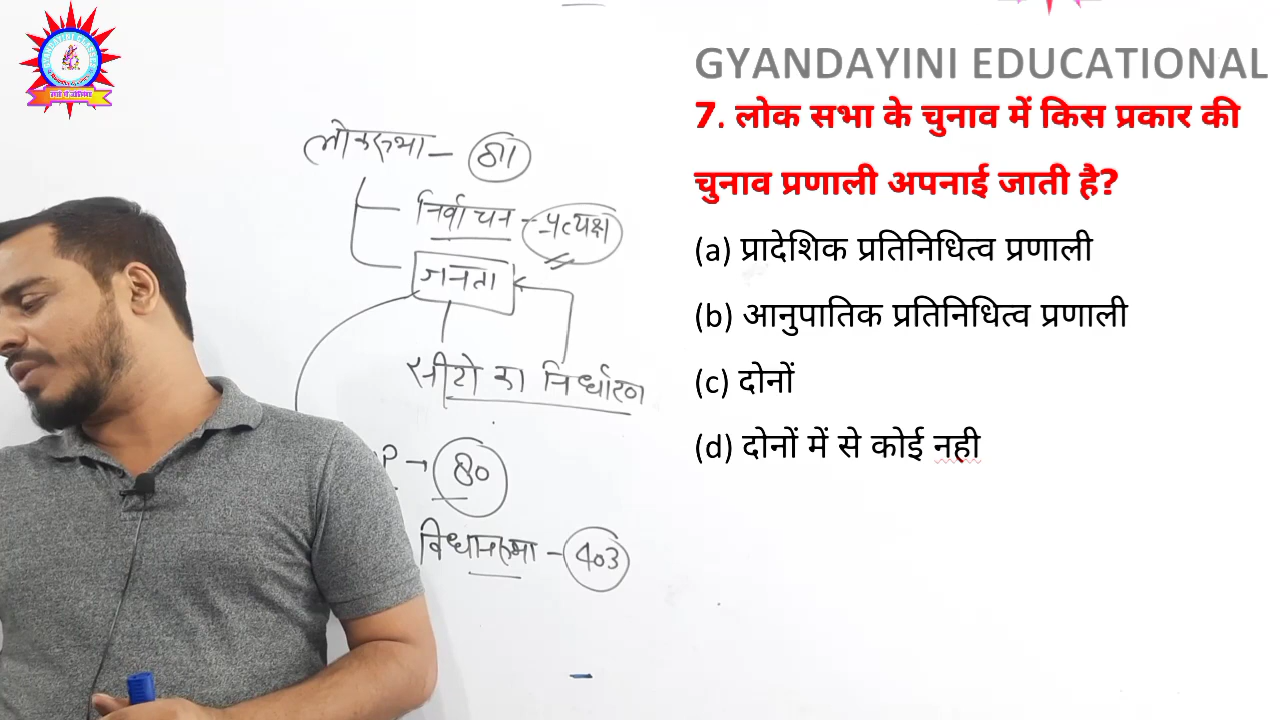 GYANDAYINI EDUCATIONAL
7. लोक सभा के चुनाव में किस प्रकार की
चुनाव प्रणाली अपनाई जाती है?
(a) प्रादेशिक प्रतिनिधित्व प्रणाली
(b) आनुपातिक प्रतिनिधित्व प्रणाली
(c) दोनों
(d) दोनों में से कोई नही
लोकसभा - 81
निर्वाचन - प्रत्यक्ष
जनता
सीटो का निर्धारण
→ 80
विधानसभा - 403